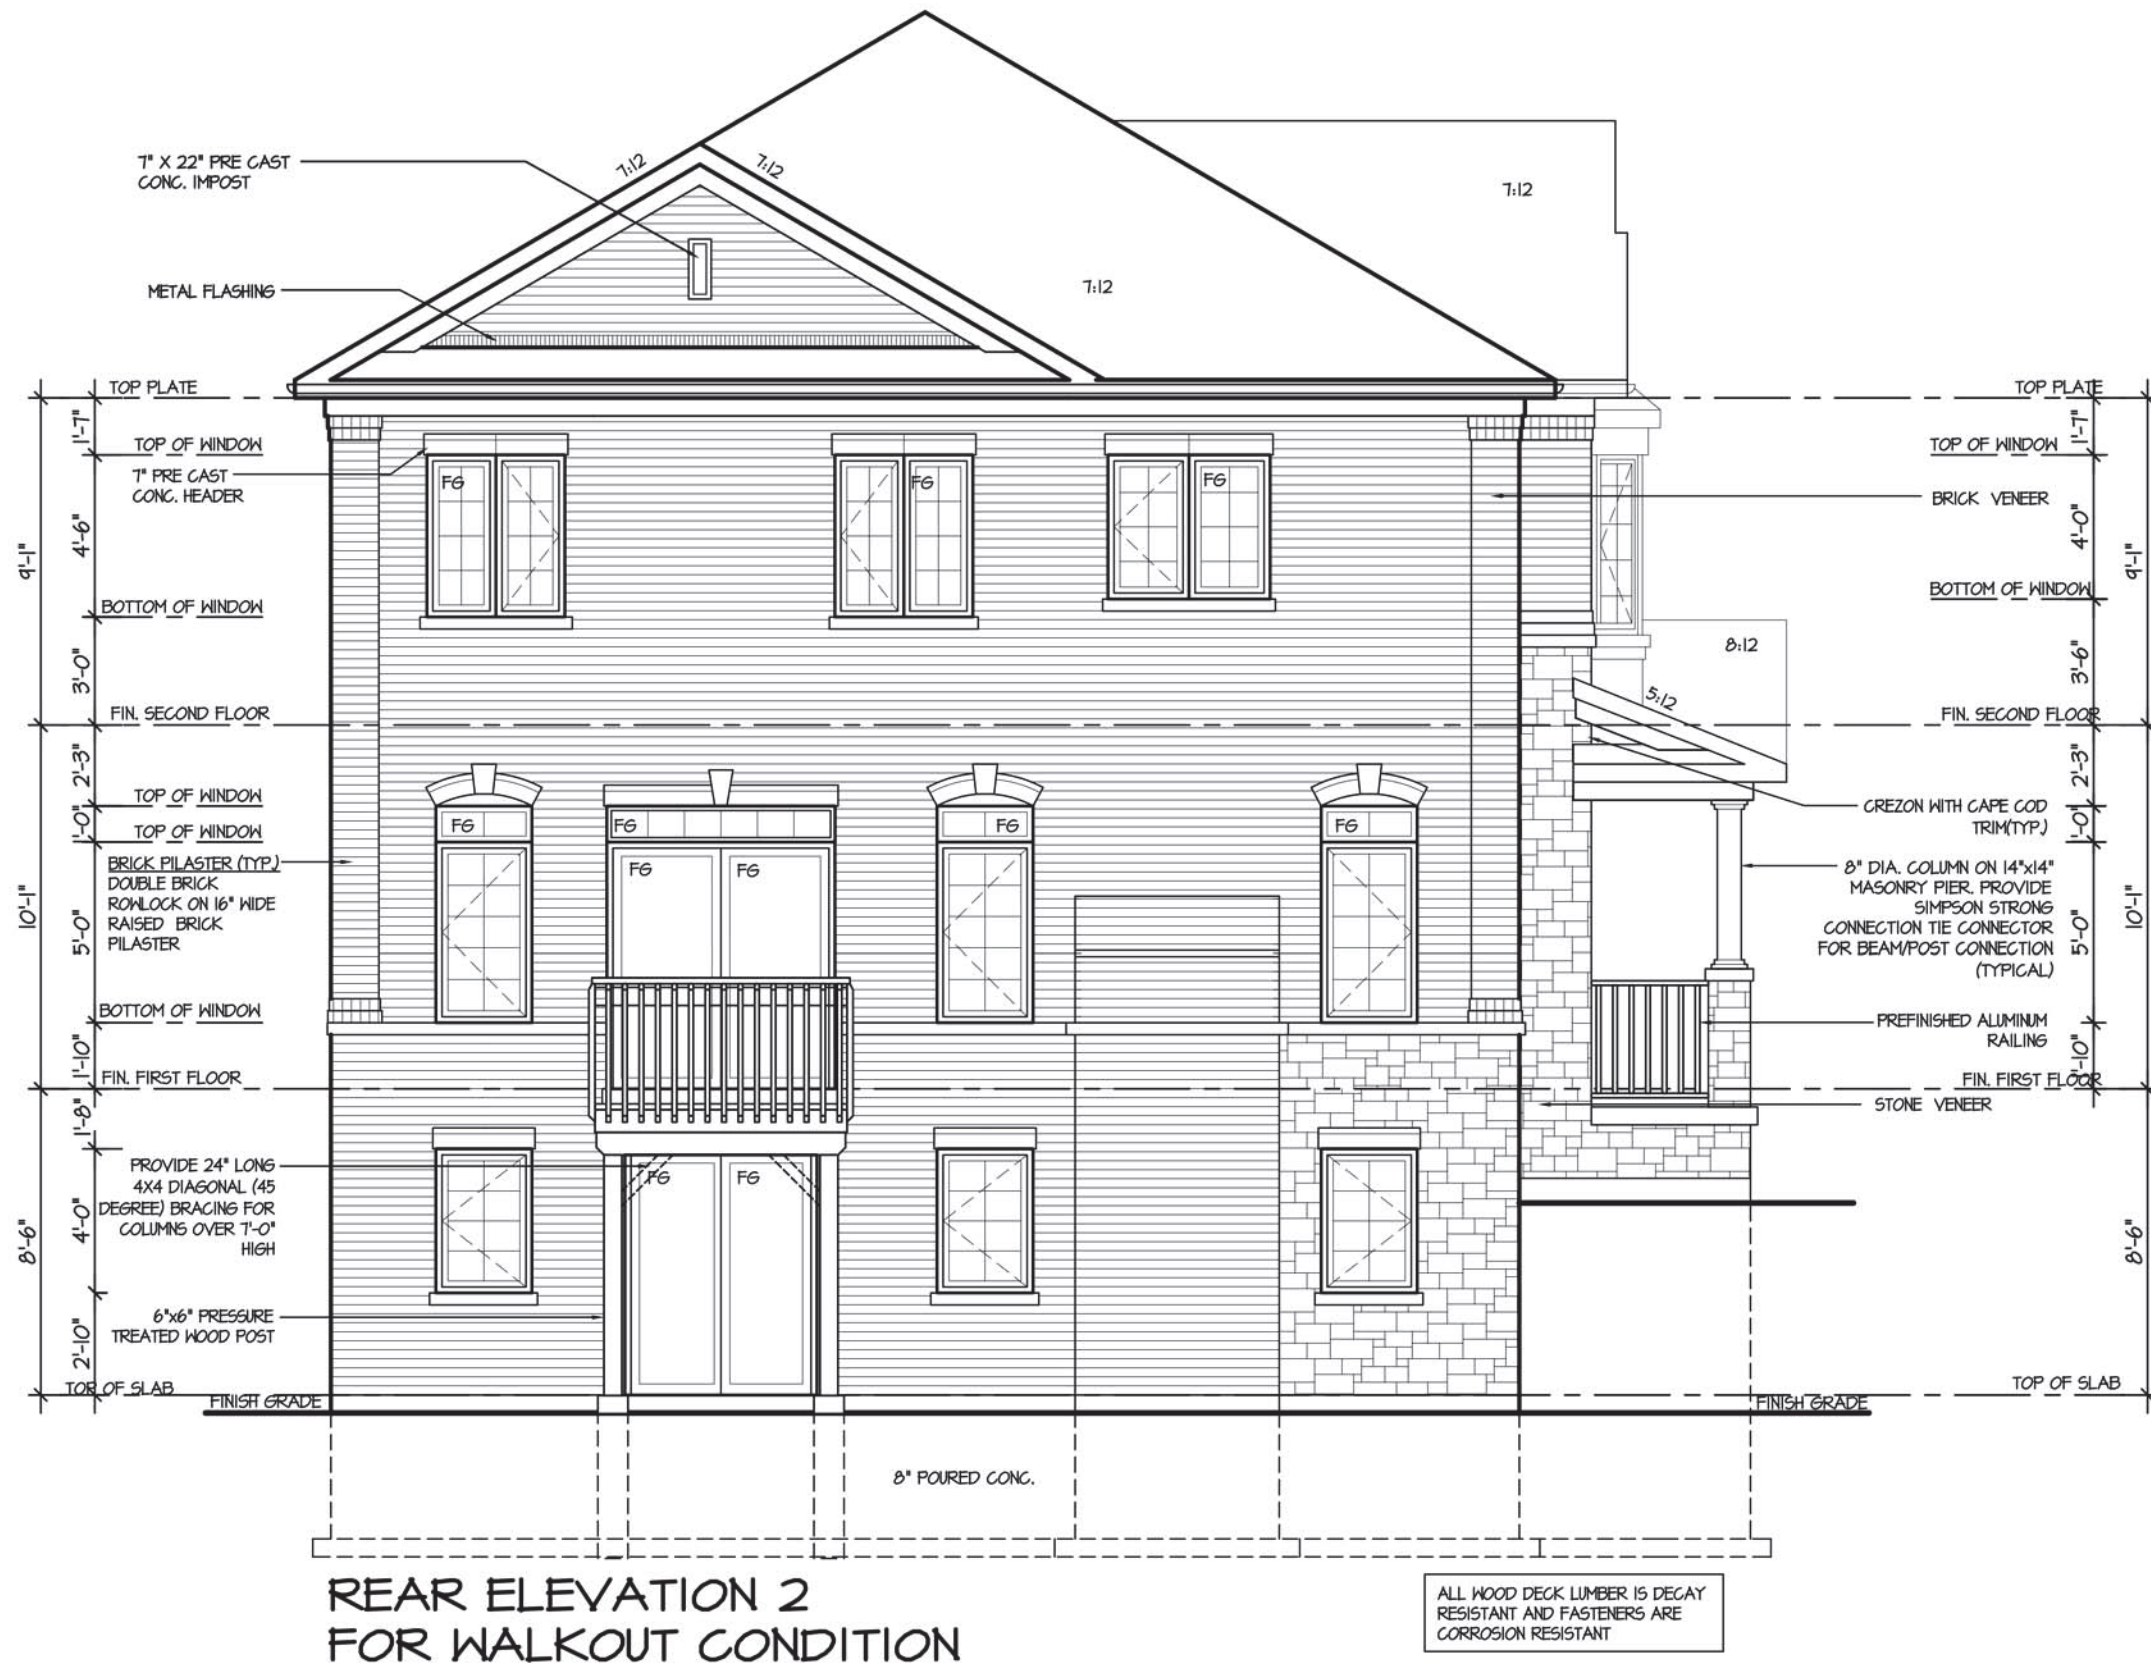 7" X 22" PRE CAST
CONC. IMPOST
7:12
7:12
7:12
7:12
METAL FLASHING
TOP PLATE
TOP PLATE
1'-7"
1'-7"
TOP OF WINDOW
TOP OF WINDOW
7" PRE CAST
CONC. HEADER
FG
FG
FG
BRICK VENEER
4'-6"
4'-0"
9'-1"
9'-1"
BOTTOM OF WINDOW
BOTTOM OF WINDOW
3'-0"
3'-6"
8:12
5:12
FIN. SECOND FLOOR
FIN. SECOND FLOOR
2'-3"
2'-3"
TOP OF WINDOW
1'-0"
1'-0"
TOP OF WINDOW
FG
FG
FG
FG
FG
FG
CREZON WITH CAPE COD
TRIM(TYP.)
BRICK PILASTER (TYP.)
DOUBLE BRICK
ROWLOCK ON 16" WIDE
RAISED BRICK
PILASTER
8" DIA. COLUMN ON 14"x14"
MASONRY PIER. PROVIDE
SIMPSON STRONG
CONNECTION TIE CONNECTOR
FOR BEAM/POST CONNECTION
(TYPICAL)
5'-0"
5'-0"
10'-1"
10'-1"
BOTTOM OF WINDOW
PREFINISHED ALUMINUM
RAILING
1'-10"
1'-10"
FIN. FIRST FLOOR
FIN. FIRST FLOOR
STONE VENEER
1'-8"
PROVIDE 24" LONG
4X4 DIAGONAL (45
DEGREE) BRACING FOR
COLUMNS OVER 7'-0"
HIGH
FG
FG
4'-0"
8'-6"
8'-6"
6"x6" PRESSURE
TREATED WOOD POST
2'-10"
TOP OF SLAB
TOP OF SLAB
FINISH GRADE
FINISH GRADE
8" POURED CONC.
REAR ELEVATION 2
FOR WALKOUT CONDITION
ALL WOOD DECK LUMBER IS DECAY
RESISTANT AND FASTENERS ARE
CORROSION RESISTANT